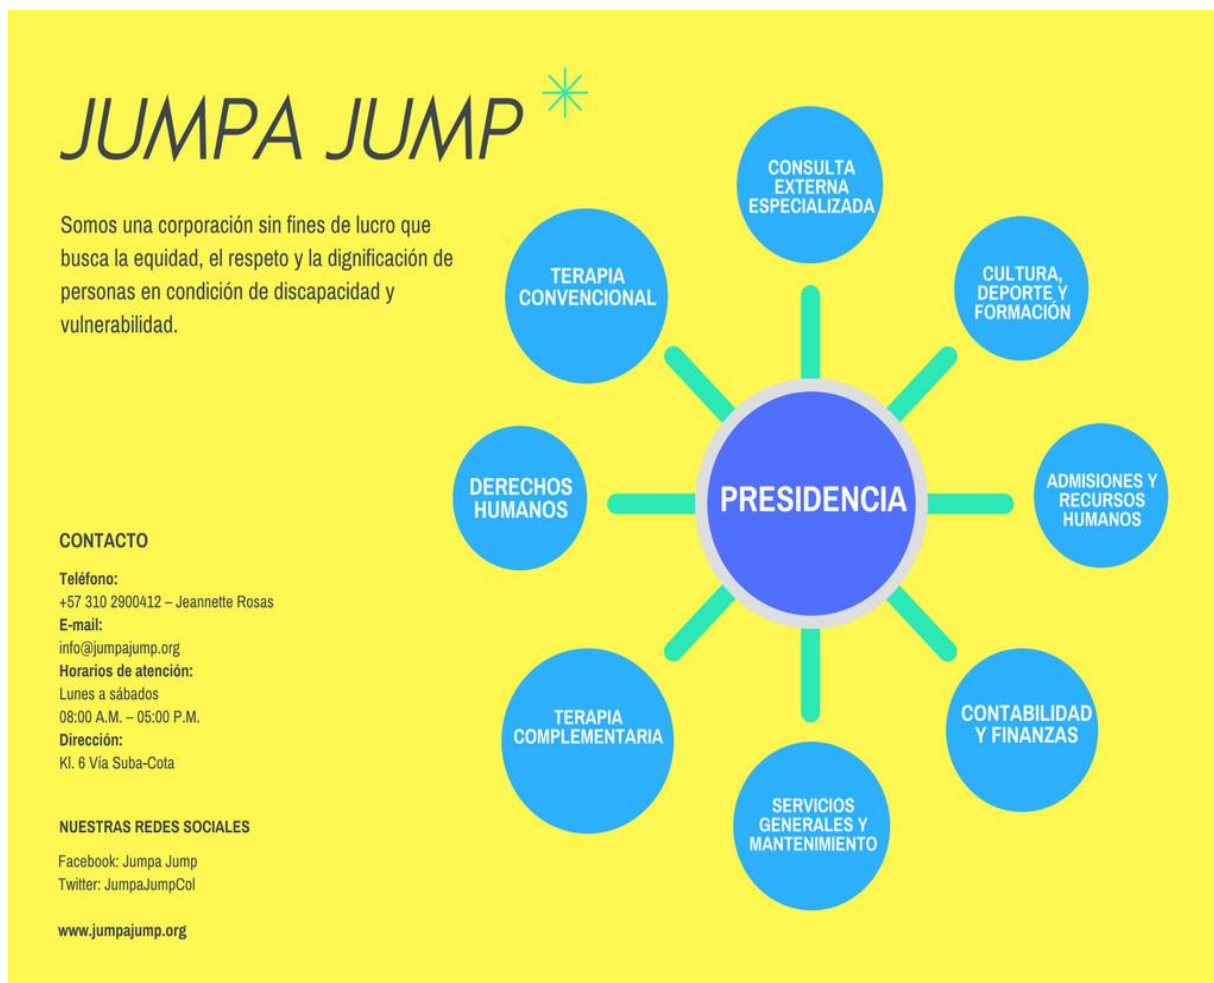 JUMPA JUMP
Somos una corporación sin fines de lucro que
busca la equidad, el respeto y la dignificación de
personas en condición de discapacidad y
vulnerabilidad.
CONTACTO
Teléfono:
+57 310 2900412 – Jeannette Rosas
E-mail:
info@jumpajump.org
Horarios de atención:
Lunes a sábados
08:00 A.M. – 05:00 P.M.
Dirección:
Kl. 6 Vía Suba-Cota
NUESTRAS REDES SOCIALES
Facebook: Jumpa Jump
Twitter: JumpaJumpCol
www.jumpajump.org
PRESIDENCIA
CONSULTA
EXTERNA
ESPECIALIZADA
CULTURA,
DEPORTE Y
FORMACIÓN
ADMISIONES Y
RECURSOS
HUMANOS
CONTABILIDAD
Y FINANZAS
SERVICIOS
GENERALES Y
MANTENIMIENTO
TERAPIA
COMPLEMENTARIA
DERECHOS
HUMANOS
TERAPIA
CONVENCIONAL